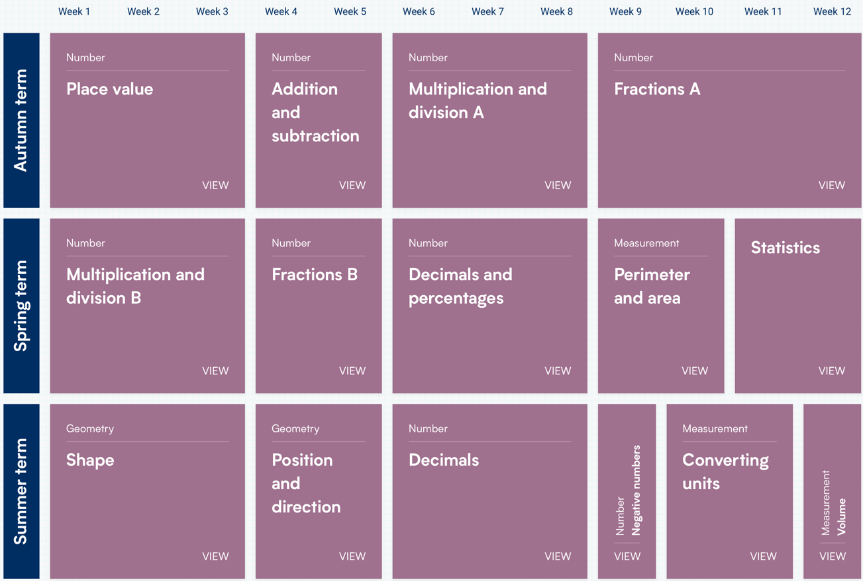 Week 1 Week 2 Week 3 Week 4 Week 5 Week 6 Week 7 Week 8 Week 9 Week 10 Week 11 Week 12
Autumn term
Number
Place value
VIEW
Number
Addition
and
subtraction
VIEW
Number
Multiplication and
division A
VIEW
Number
Fractions A
VIEW
Spring term
Number
Multiplication and
division B
VIEW
Number
Fractions B
VIEW
Number
Decimals and
percentages
VIEW
Measurement
Perimeter
and area
VIEW
Statistics
VIEW
Summer term
Geometry
Shape
VIEW
Geometry
Position
and
direction
VIEW
Number
Decimals
VIEW
Number
Negative numbers
VIEW
Measurement
Converting
units
VIEW
Measurement
Volume
VIEW